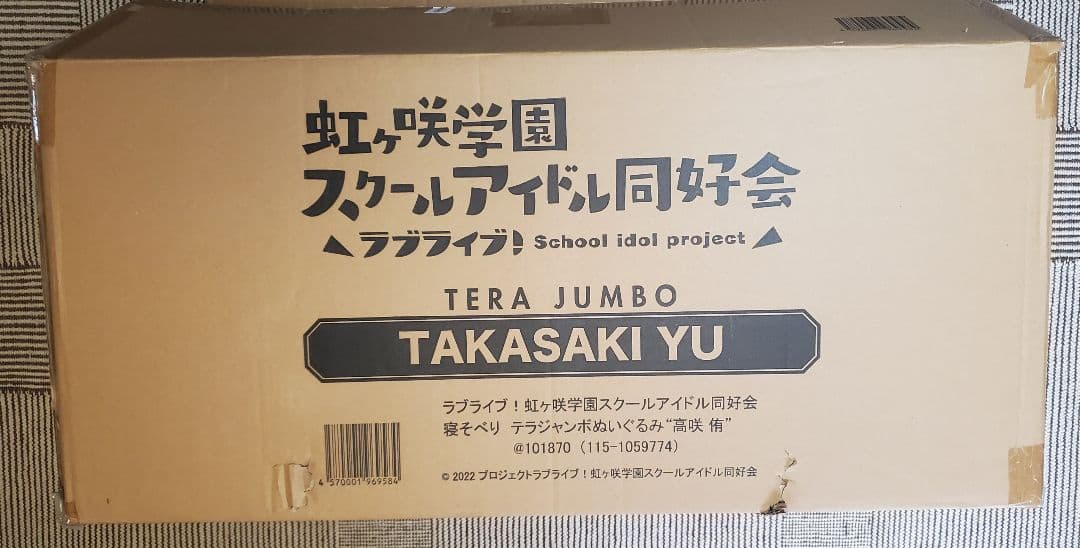 虹ヶ咲学園
スクールアイドル同好会
ラブライブ! School idol project
TERA JUMBO
TAKASAKI YU
ラブライブ!虹ヶ咲学園スクールアイドル同好会
寝そべり テラジャンボぬいぐるみ“高咲 侑”
@101870 (115-1059774)
4 570001 969584
© 2022 プロジェクトラブライブ!虹ヶ咲学園スクールアイドル同好会